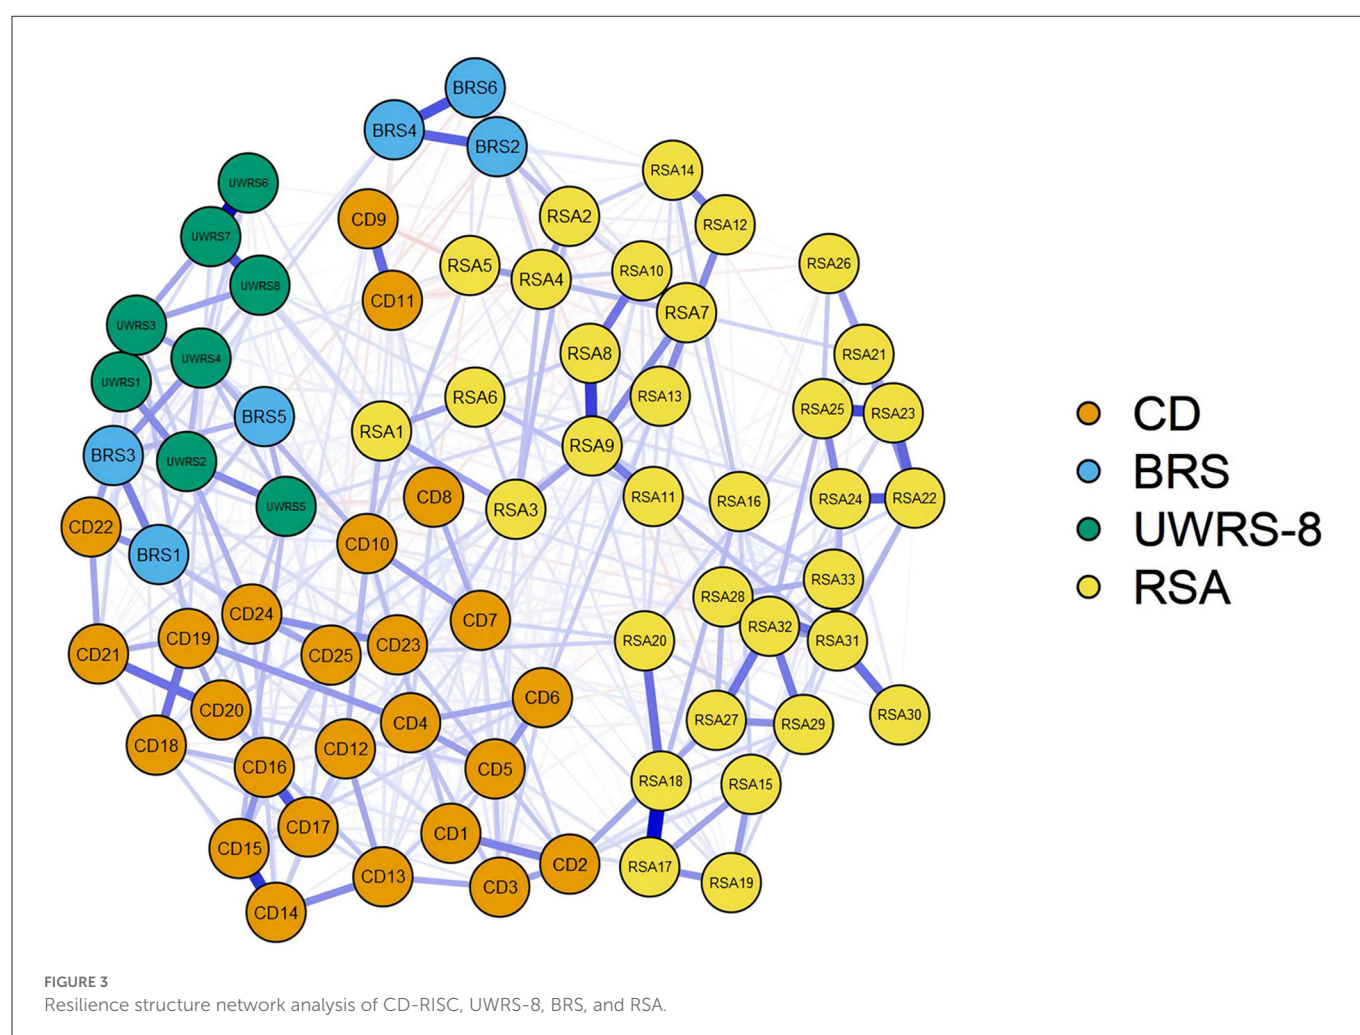 BRS6
BRS4
BRS2
RSA14
UWRS6
CD9
RSA2
RSA12
UWRS7
RSA5
RSA4
RSA10
RSA26
UWRS8
CD11
RSA7
UWRS3
UWRS4
RSA8
RSA21
UWRS1
RSA6
RSA13
BRS5
RSA1
RSA25
RSA23
CD
BRS3
UWRS2
RSA9
BRS
UWRS5
CD8
RSA3
RSA11
RSA16
RSA24
RSA22
CD22
BRS1
CD10
UWRS-8
RSA33
RSA28
RSA
CD24
CD19
CD7
RSA32
CD21
CD25
CD23
RSA20
RSA31
CD20
CD4
CD6
RSA27
RSA29
RSA30
CD18
CD12
CD16
CD5
RSA18
RSA15
CD17
CD1
CD15
CD13
CD3
CD2
RSA17
RSA19
CD14
FIGURE 3
Resilience structure network analysis of CD-RISC, UWRS-8, BRS, and RSA.